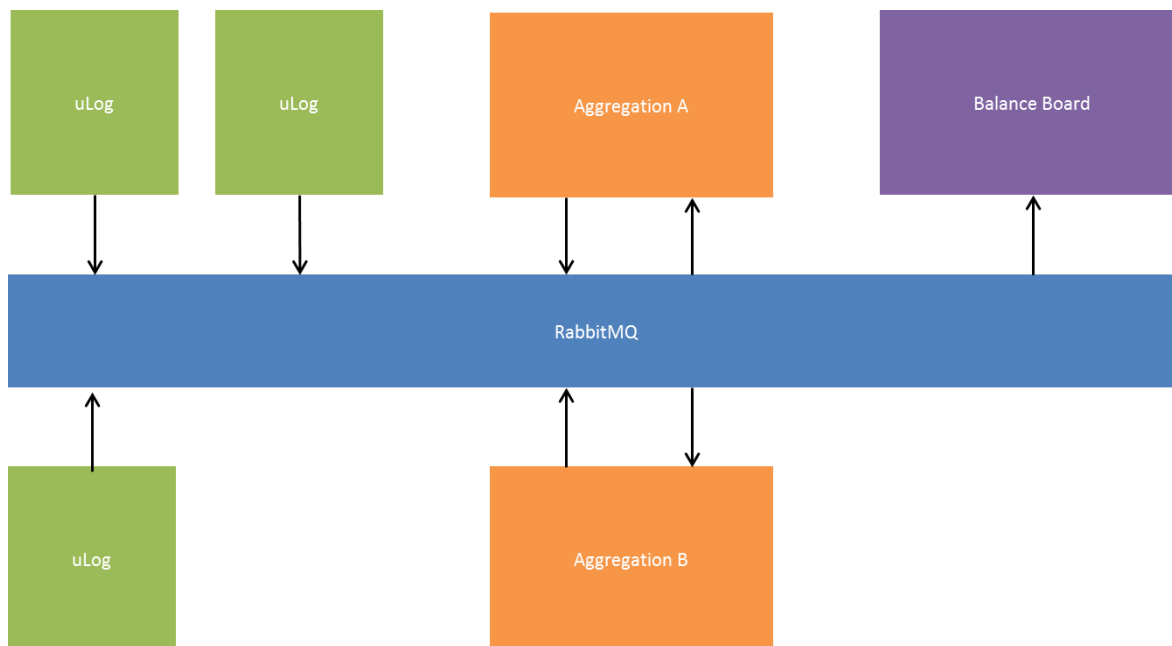 uLog
uLog
Aggregation A
Balance Board
RabbitMQ
uLog
Aggregation B